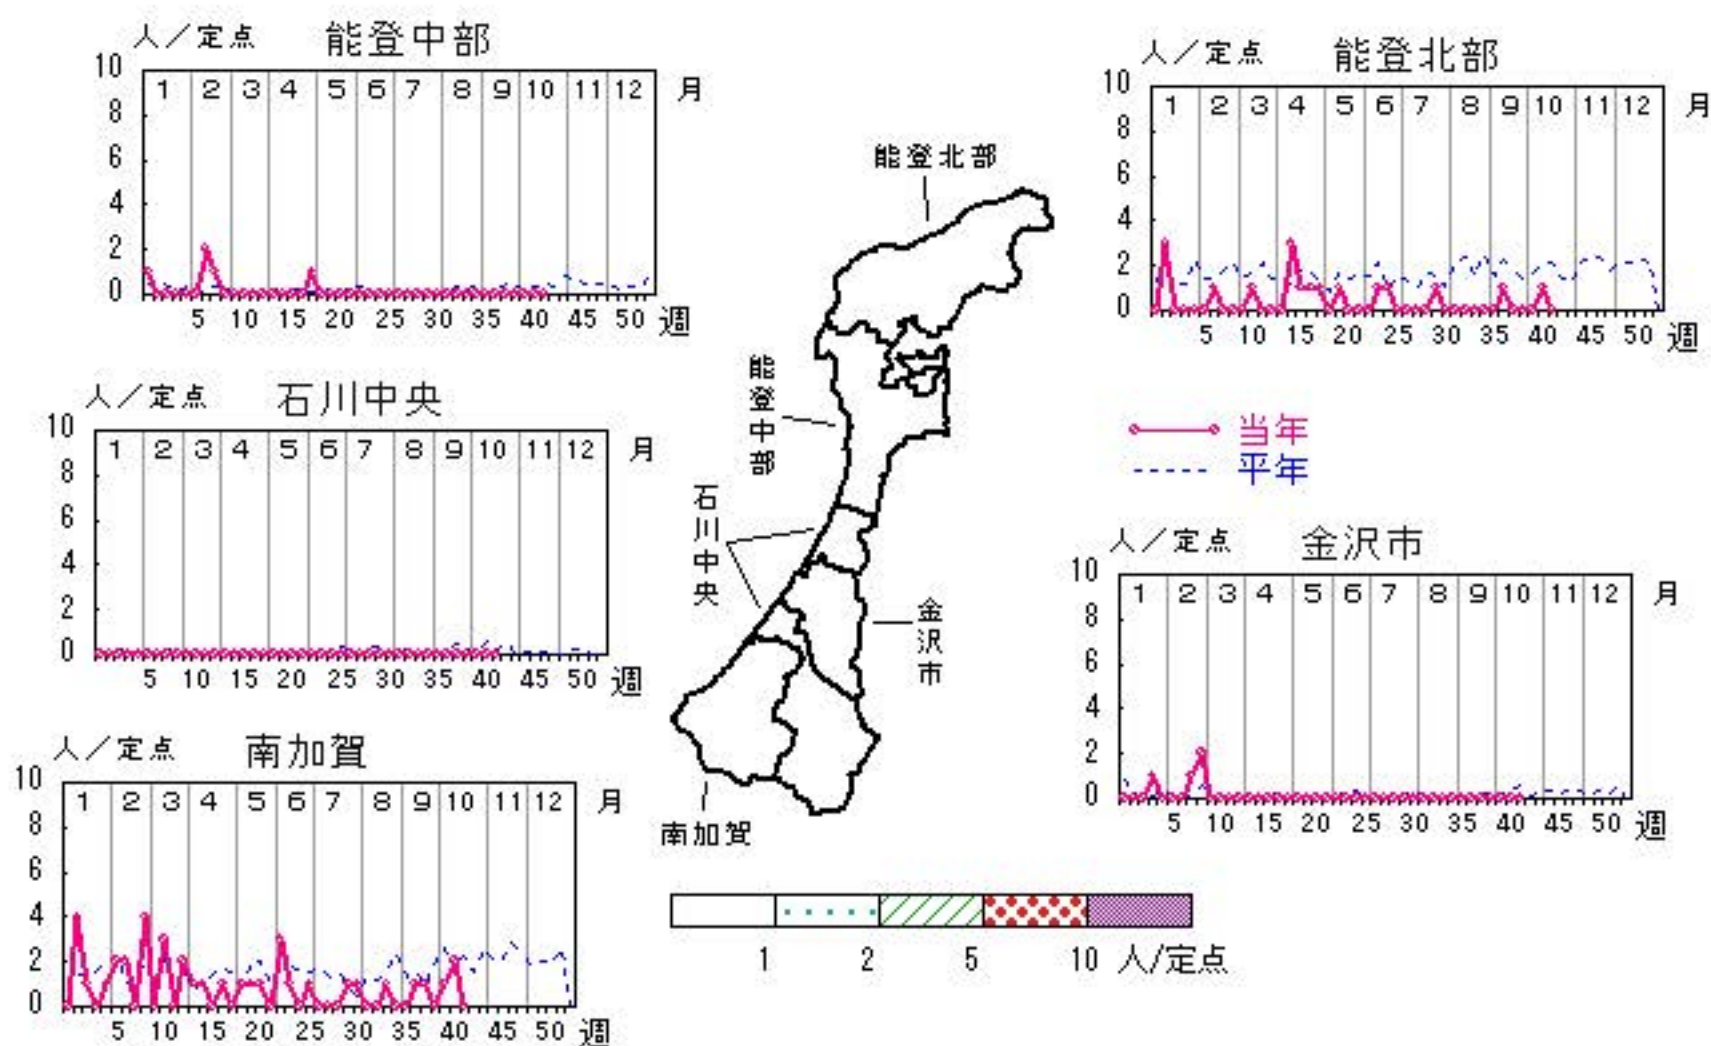 人／定点 能登中部
10 8 6 4 2 0
1 2 3 4 5 6 7 8 9 10 11 12 月
5 10 15 20 25 30 35 40 45 50 週
人／定点 能登北部
10 8 6 4 2 0
1 2 3 4 5 6 7 8 9 10 11 12 月
5 10 15 20 25 30 35 40 45 50 週
能登北部
能登中部
石川中央
金沢市
南加賀
人／定点 石川中央
10 8 6 4 2 0
1 2 3 4 5 6 7 8 9 10 11 12 月
5 10 15 20 25 30 35 40 45 50 週
当年
平年
人／定点 金沢市
10 8 6 4 2 0
1 2 3 4 5 6 7 8 9 10 11 12 月
5 10 15 20 25 30 35 40 45 50 週
人／定点 南加賀
10 8 6 4 2 0
1 2 3 4 5 6 7 8 9 10 11 12 月
5 10 15 20 25 30 35 40 45 50 週
1 2 5 10 人/定点